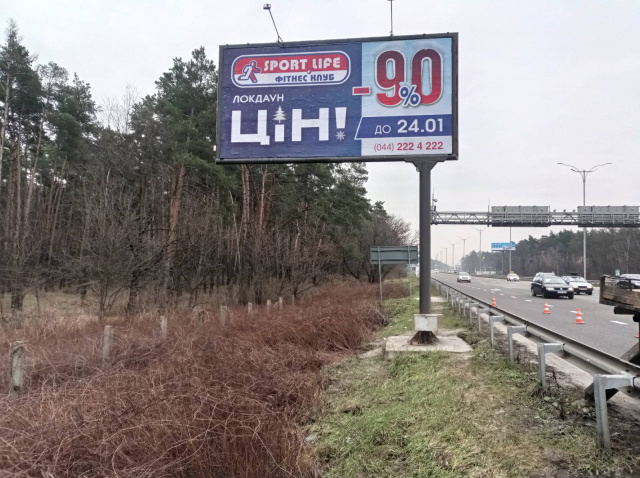 SPORT LIFE
ФІТНЕС КЛУБ
ЛОКДАУН
ЦІН!
-90%
ДО 24.01
(044) 222 4 222